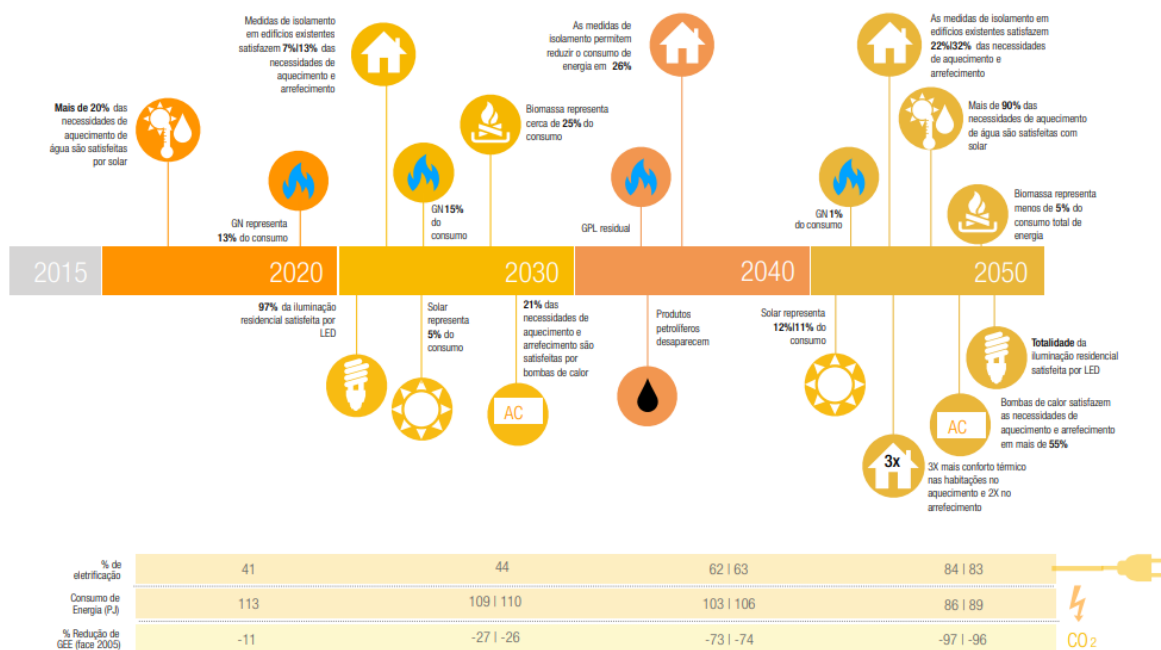 Medidas de isolamento
em edifícios existentes
satisfazem 7%|13% das
necessidades de
aquecimento e
arrefecimento
As medidas de
isolamento permitem
reduzir o consumo de
energia em 26%
As medidas de isolamento em
edifícios existentes satisfazem
22%|32% das necessidades
de aquecimento e
arrefecimento
Mais de 20% das
necessidades de
aquecimento de
água são satisfeitas
por solar
Biomassa representa
cerca de 25% do
consumo
Mais de 90% das
necessidades de aquecimento
de água são satisfeitas com
solar
GN representa
13% do consumo
GN 15%
do
consumo
GPL residual
GN 1%
do consumo
Biomassa representa
menos de 5% do
consumo total de
energia
2015
2020
2030
2040
2050
97% da iluminação
residencial satisfeita por
LED
Solar
representa
5% do
consumo
21% das
necessidades de
aquecimento e
arrefecimento são
satisfeitas por
bombas de calor
AC
Produtos
petrolíferos
desaparecem
Solar representa
12%|11% do
consumo
Totalidade da
iluminação residencial
satisfeita por LED
Bombas de calor satisfazem
as necessidades de
aquecimento e arrefecimento
em mais de 55%
AC
3x
3X mais conforto térmico
nas habitações no
aquecimento e 2X no
arrefecimento
% de
eletrificação
41
44
62 | 63
84 | 83
Consumo de
Energia (PJ)
113
109 | 110
103 | 106
86 | 89
% Redução de
GEE (face 2005)
-11
-27 | -26
-73 | -74
-97 | -96
CO2